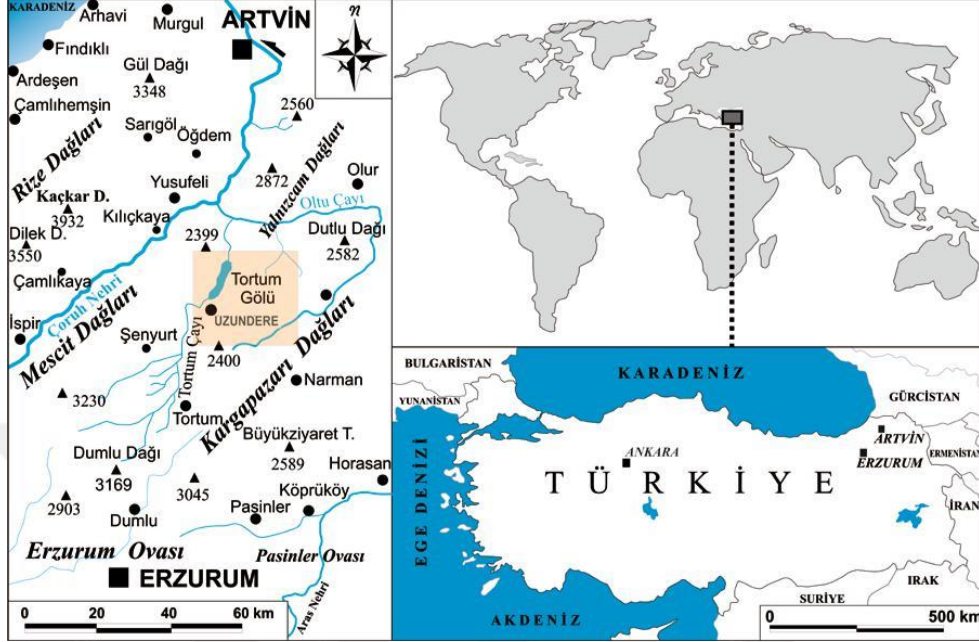 KARADENİZ
Arhavi
Murgul
ARTVİN
n
Fındıklı
Gül Dağı
3348
Ardeşen
Çamlıhemşin
2560
Sarıgöl
Öğdem
Rize Dağları
Yalnızcam Dağları
2872
Olur
Kaçkar D.
3932
Yusufeli
Oltu Çayı
Kılıçkaya
Dilek D.
3550
2399
Dutlu Dağı
2582
Çamlıkaya
Tortum
Gölü
Çoruh Nehri
İspir
UZUNDERE
Mescit Dağları
Şenyurt
Tortum Çayı
2400
Kargapazarı Dağları
Narman
3230
Tortum
Büyükziyaret T.
2589
Dumlu Dağı
3169
Horasan
3045
Köprüköy
2903
Dumlu
Pasinler
Erzurum Ovası
Pasinler Ovası
ERZURUM
Aras Nehri
0 20 40 60 km
BULGARİSTAN
KARADENİZ
YUNANİSTAN
GÜRCİSTAN
ARTVİN
ANKARA
ERZURUM
ERMENİSTAN
TÜRKİYE
İRAN
EGE DENİZİ
IRAK
SURİYE
AKDENİZ
0 500 km